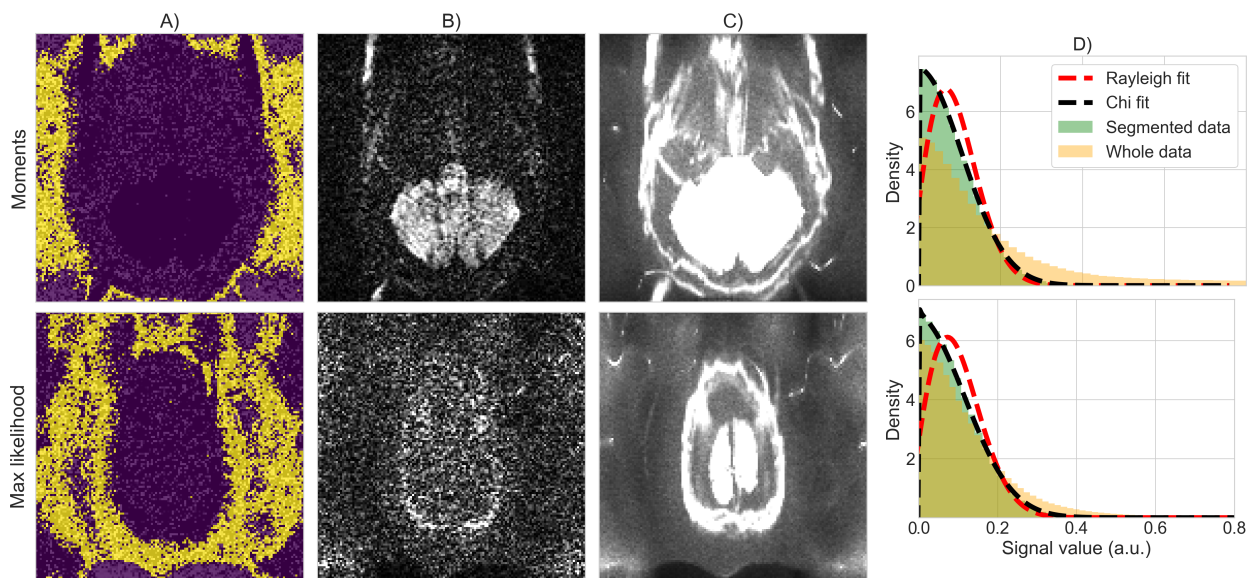 A)
B)
C)
D)
Moments
Max likelihood
Density
6
4
2
0
Rayleigh fit
Chi fit
Segmented data
Whole data
Density
6
4
2
0.0
0.2
0.4
0.6
0.8
Signal value (a.u.)